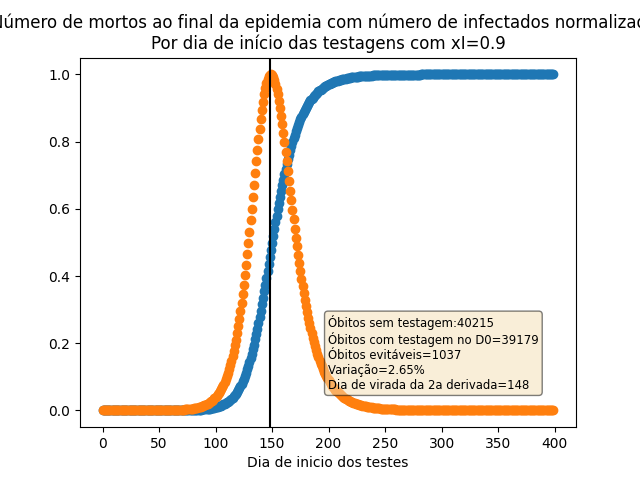 Número de mortos ao final da epidemia com número de infectados normalizad
Por dia de início das testagens com xI=0.9
1.0
0.8
0.6
0.4
0.2
0.0
Óbitos sem testagem:40215
Óbitos com testagem no D0=39179
Óbitos evitáveis=1037
Variação=2.65%
Dia de virada da 2a derivada=148
0 50 100 150 200 250 300 350 400
Dia de inicio dos testes